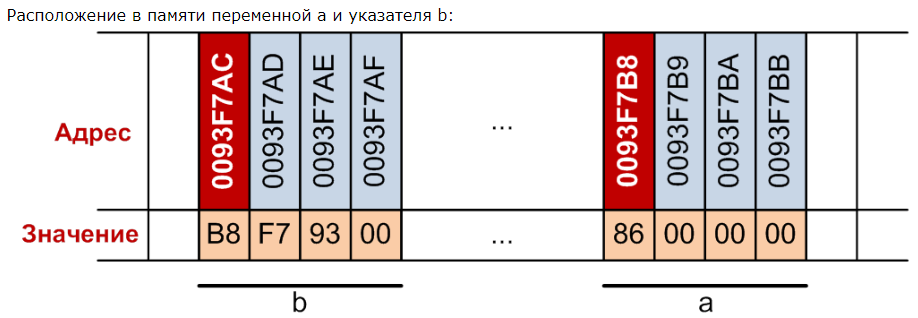 Расположение в памяти переменной a и указателя b:
Адрес 0093F7AC 0093F7AD 0093F7AE 0093F7AF ... 0093F7B8 0093F7B9 0093F7BA 0093F7BB
Значение B8 F7 93 00 ... 86 00 00 00
b a